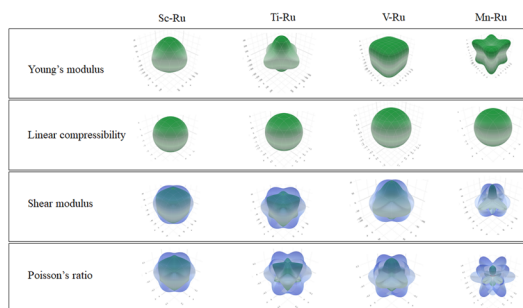 Sc-Ru Ti-Ru V-Ru Mn-Ru
Young's modulus
Linear compressibility
Shear modulus
Poisson's ratio